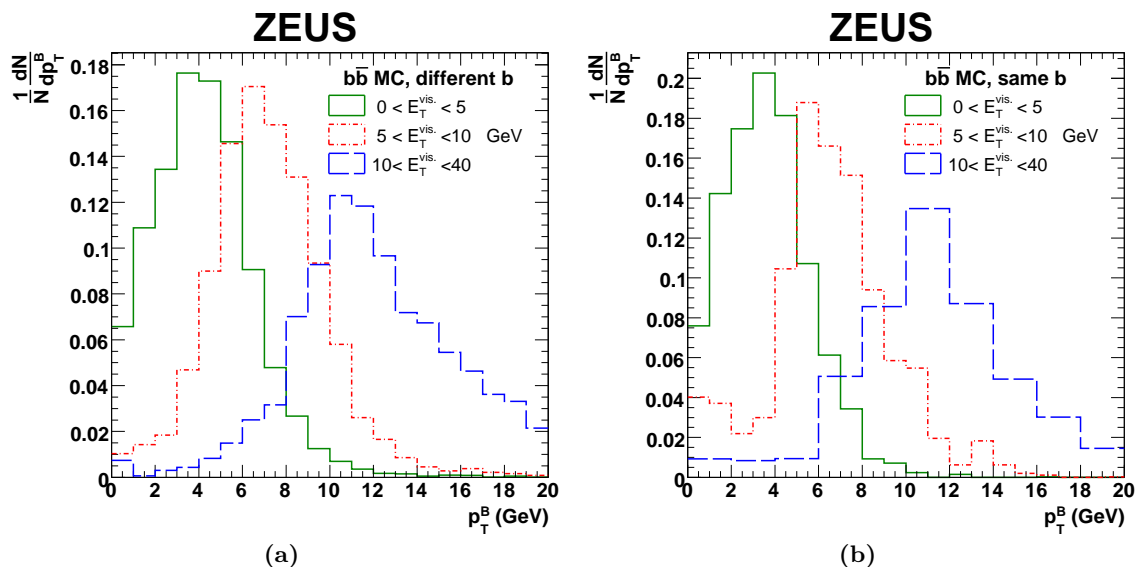 ZEUS
1/N dN/dp_T^B
bb̅ MC, different b
0 < E_T^vis. < 5
5 < E_T^vis. <10 GeV
10< E_T^vis. <40
0.18
0.16
0.14
0.12
0.1
0.08
0.06
0.04
0.02
0
0 2 4 6 8 10 12 14 16 18 20
p_T^B (GeV)
(a)
ZEUS
1/N dN/dp_T^B
bb̅ MC, same b
0 < E_T^vis. < 5
5 < E_T^vis. <10 GeV
10< E_T^vis. <40
0.2
0.18
0.16
0.14
0.12
0.1
0.08
0.06
0.04
0.02
0
0 2 4 6 8 10 12 14 16 18 20
p_T^B (GeV)
(b)